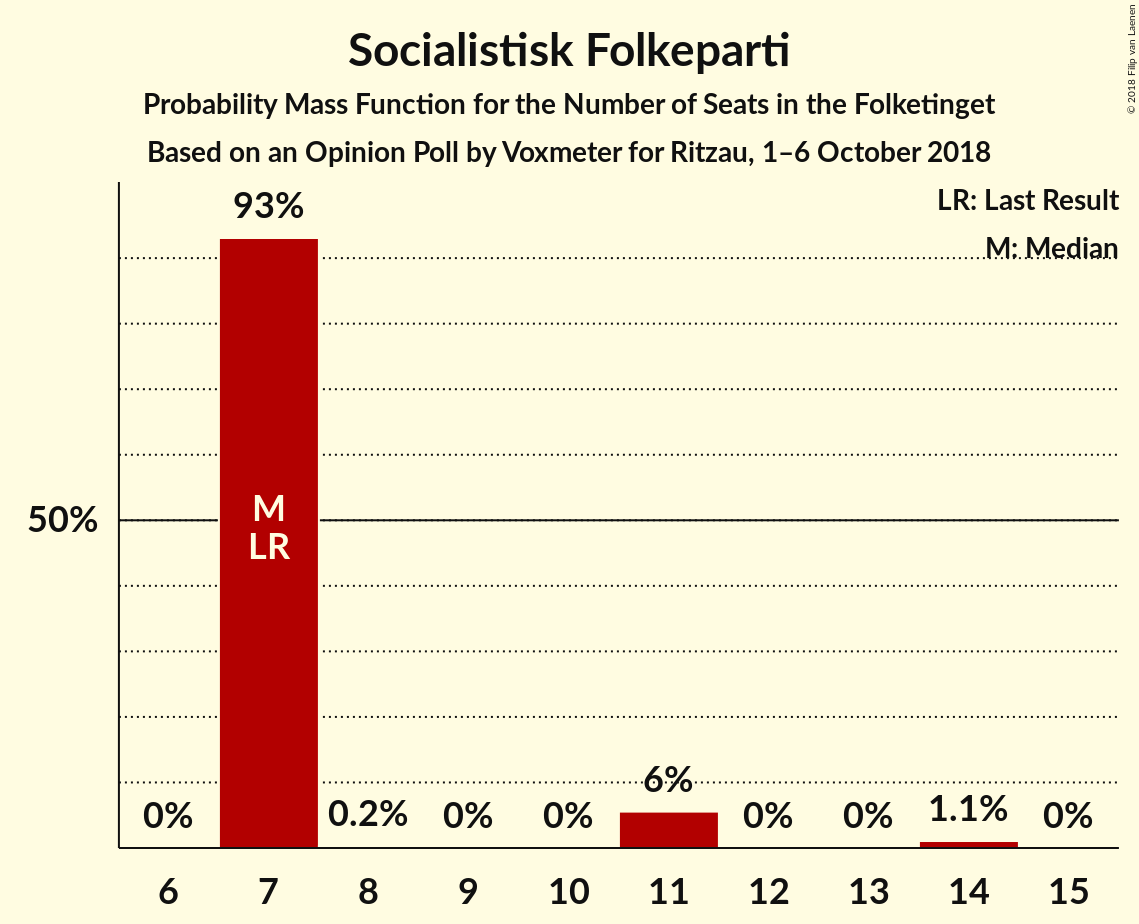 Socialistisk Folkeparti
Probability Mass Function for the Number of Seats in the Folketinget
Based on an Opinion Poll by Voxmeter for Ritzau, 1–6 October 2018
© 2018 Filip van Laenen
LR: Last Result
M: Median
93%
50%
M
LR
0%
0.2%
0%
0%
6%
0%
0%
1.1%
0%
6 7 8 9 10 11 12 13 14 15